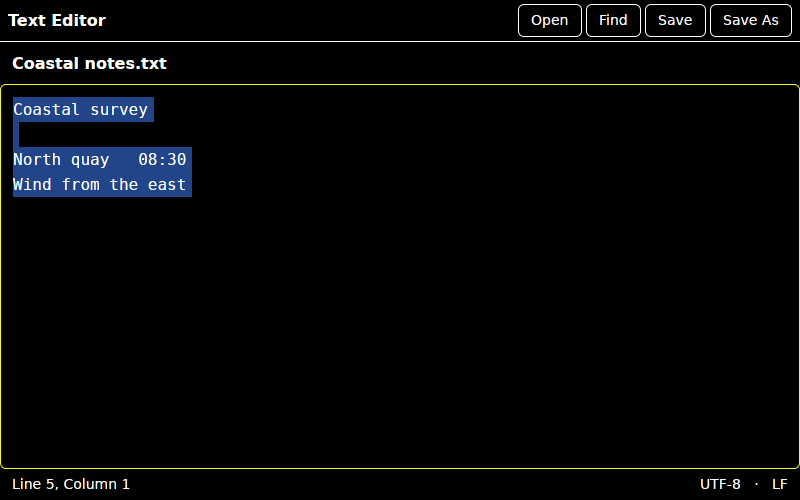 Text Editor
Open
Find
Save
Save As
Coastal notes.txt
Coastal survey

North quay   08:30
Wind from the east
Line 5, Column 1
UTF-8 · LF